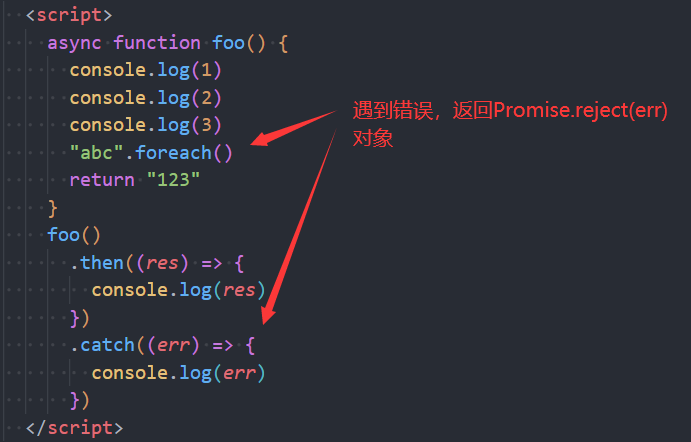 <script>
async function foo() {
console.log(1)
console.log(2)
console.log(3)
"abc".foreach()
return "123"
}
foo()
.then((res) => {
console.log(res)
})
.catch((err) => {
console.log(err)
})
</script>
遇到错误，返回Promise.reject(err)
对象